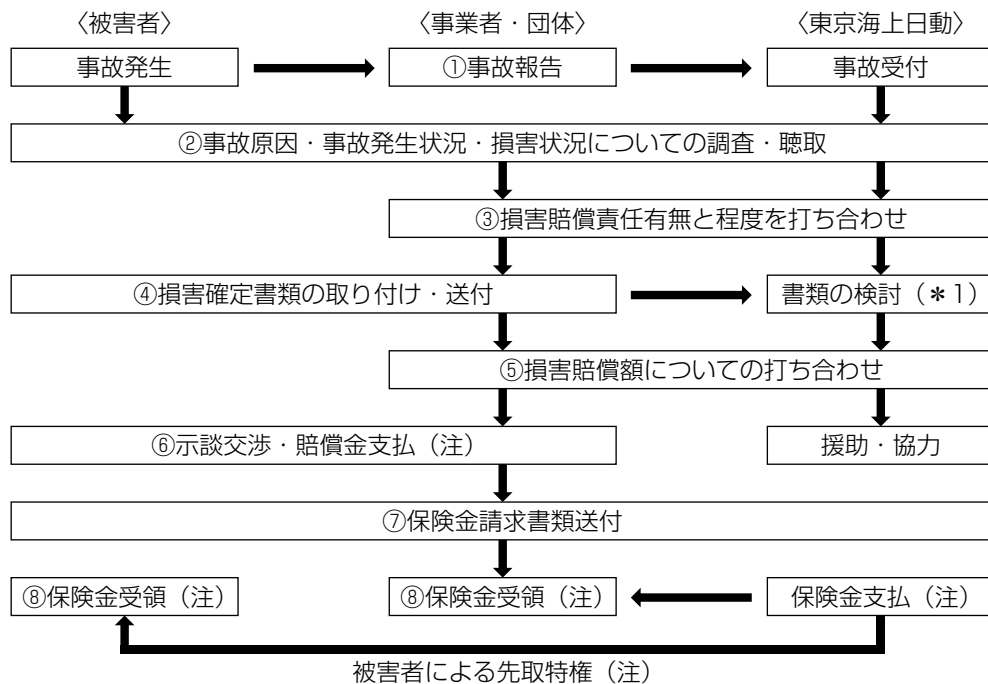 〈被害者〉 〈事業者・団体〉 〈東京海上日動〉
事故発生 ①事故報告 事故受付
②事故原因・事故発生状況・損害状況についての調査・聴取
③損害賠償責任有無と程度を打ち合わせ
④損害確定書類の取り付け・送付 書類の検討（＊1）
⑤損害賠償額についての打ち合わせ
⑥示談交渉・賠償金支払（注） 援助・協力
⑦保険金請求書類送付
⑧保険金受領（注） ⑧保険金受領（注） 保険金支払（注）
被害者による先取特権（注）